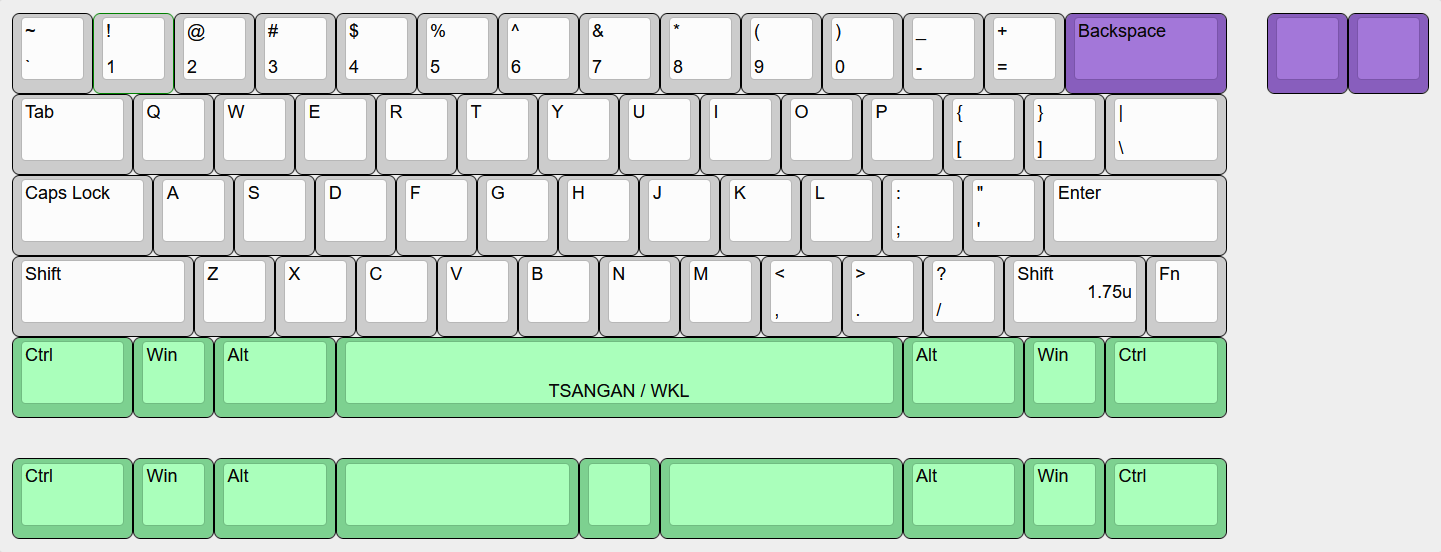 ~ ! @ # $ % ^ & * ( ) _ + Backspace
` 1 2 3 4 5 6 7 8 9 0 - =
Tab Q W E R T Y U I O P { } |
[ ] \
Caps Lock A S D F G H J K L : " Enter
; '
Shift Z X C V B N M < > ? Shift Fn
1.75u
, . /
Ctrl Win Alt Alt Win Ctrl
TSANGAN / WKL
Ctrl Win Alt Alt Win Ctrl